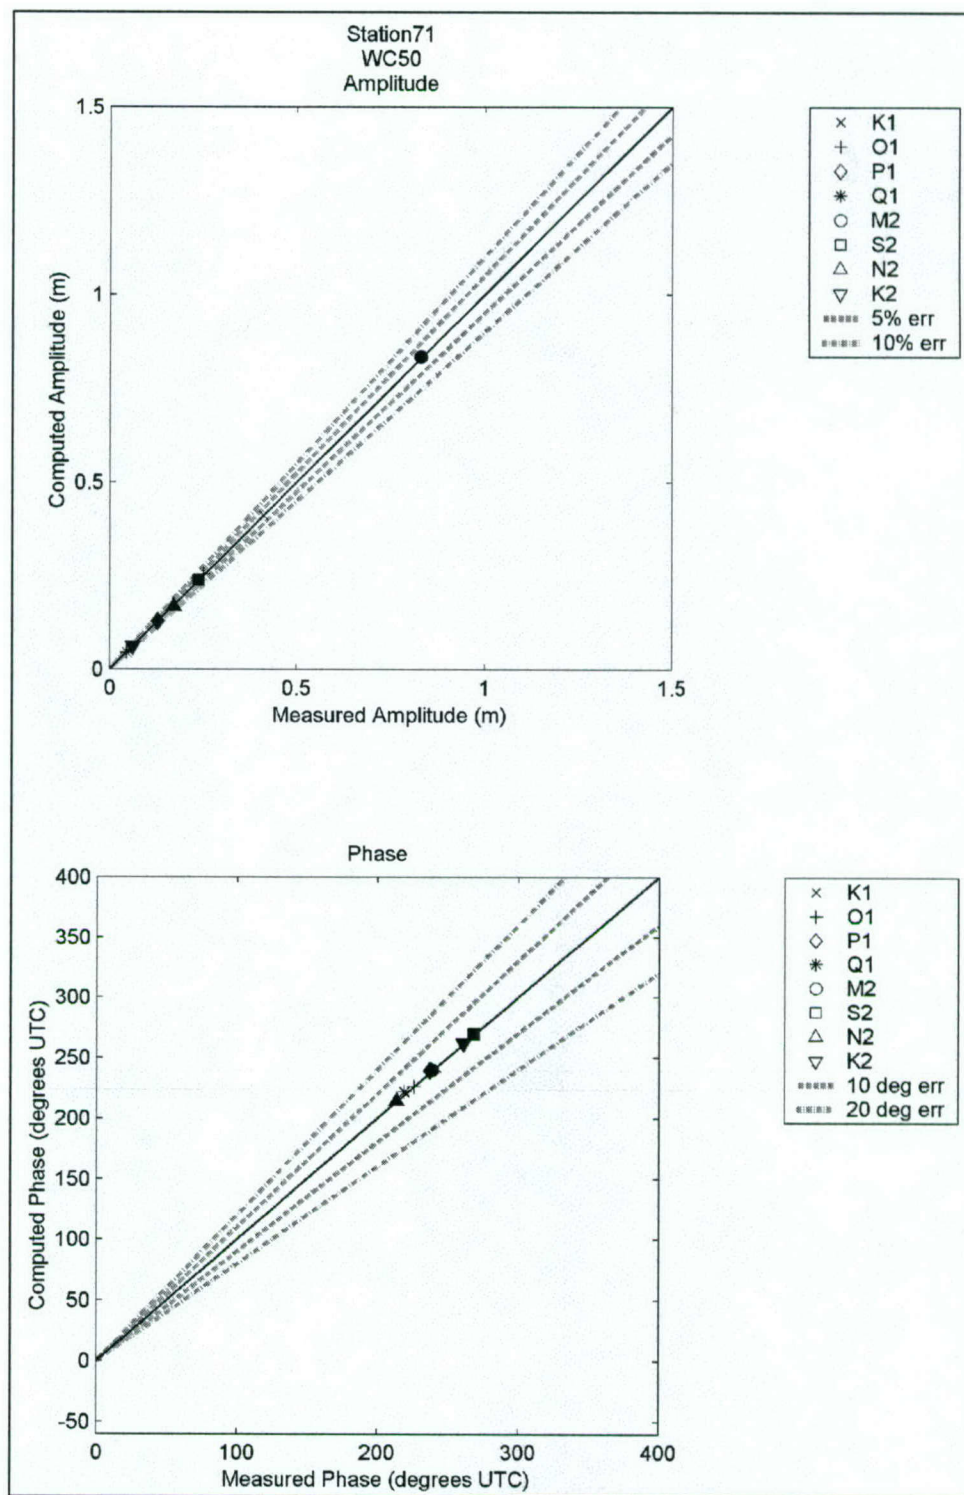 Station71
WC50
Amplitude
1.5
1
0.5
0
Computed Amplitude (m)
0
0.5
1
1.5
Measured Amplitude (m)
K1
O1
P1
Q1
M2
S2
N2
K2
5% err
10% err
Phase
400
350
300
250
200
150
100
50
0
-50
Computed Phase (degrees UTC)
0
100
200
300
400
Measured Phase (degrees UTC)
K1
O1
P1
Q1
M2
S2
N2
K2
10 deg err
20 deg err